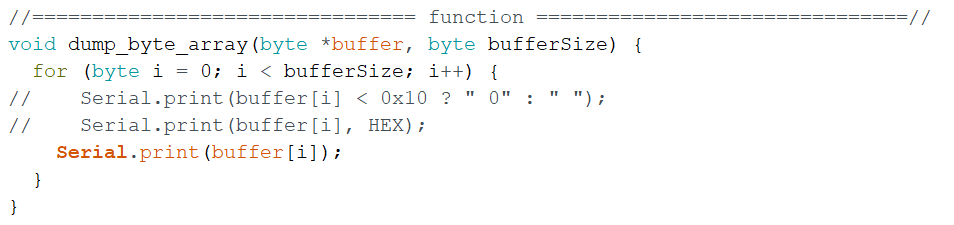 //================================ function ===============================//
void dump_byte_array(byte *buffer, byte bufferSize) {
  for (byte i = 0; i < bufferSize; i++) {
//    Serial.print(buffer[i] < 0x10 ? " 0" : " ");
//    Serial.print(buffer[i], HEX);
    Serial.print(buffer[i]);
  }
}